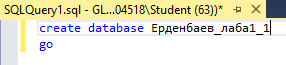 SQLQuery1.sql - GL...04518\Student (63))*
create database Ерденбаев_лаба1_1
go